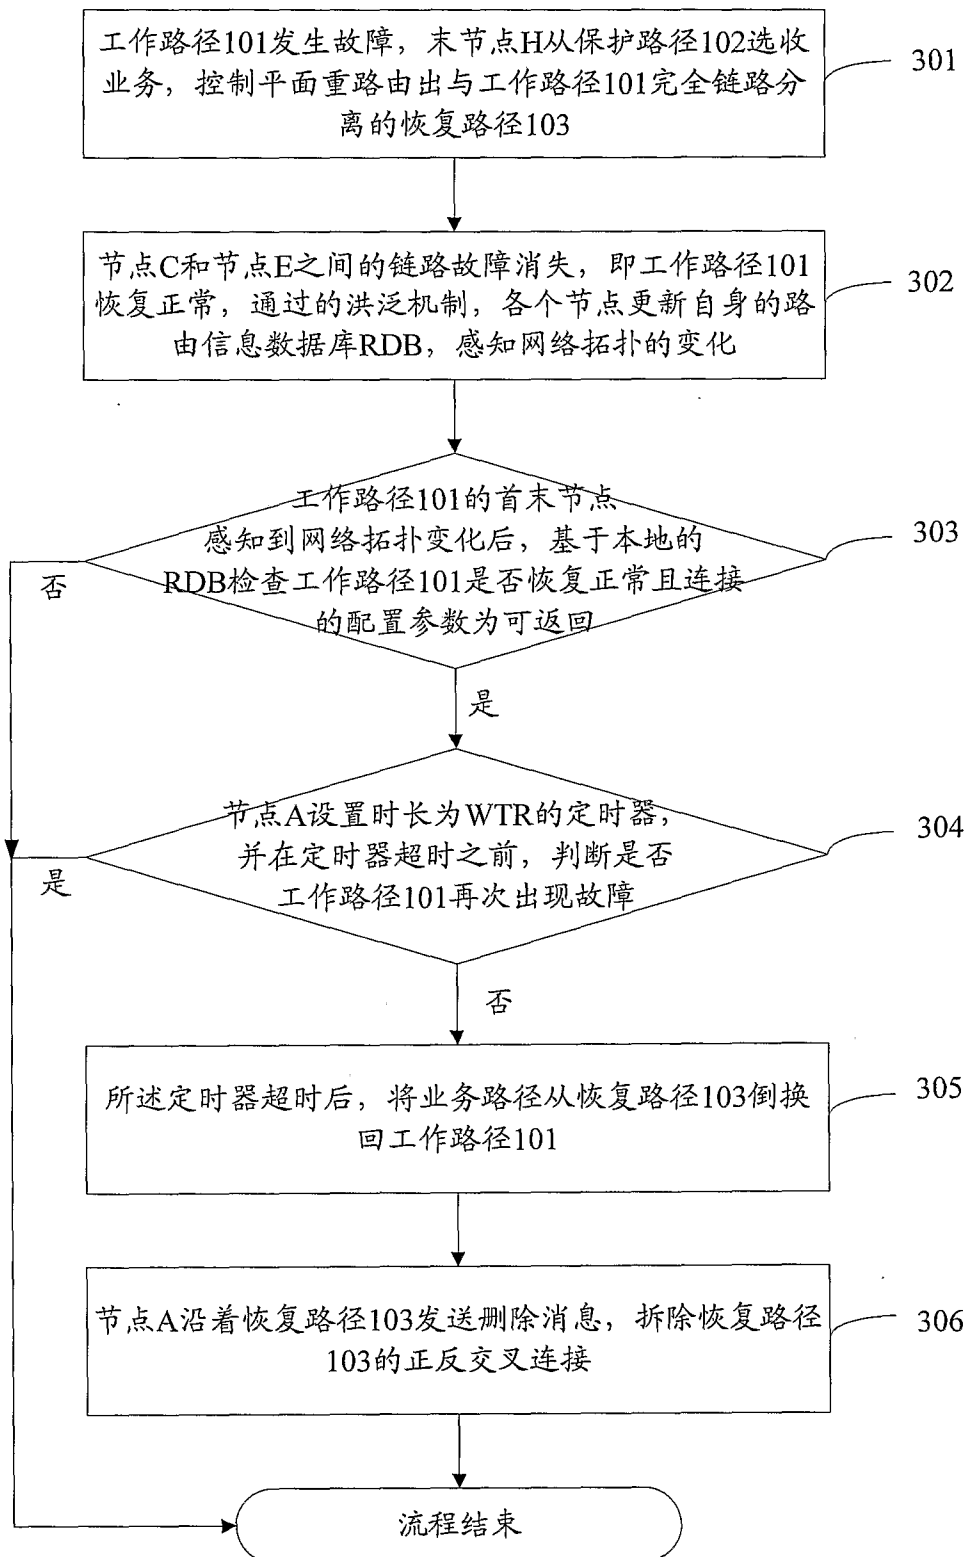 工作路径101发生故障，末节点H从保护路径102选收
业务，控制平面重路由出与工作路径101完全链路分
离的恢复路径103
301
节点C和节点E之间的链路故障消失，即工作路径101
恢复正常，通过的洪泛机制，各个节点更新自身的路
由信息数据库RDB，感知网络拓扑的变化
302
工作路径101的首末节点
感知到网络拓扑变化后，基于本地的
RDB检查工作路径101是否恢复正常且连接
的配置参数为可返回
303
否
是
节点A设置时长为WTR的定时器，
并在定时器超时之前，判断是否
工作路径101再次出现故障
304
是
否
所述定时器超时后，将业务路径从恢复路径103倒换
回工作路径101
305
节点A沿着恢复路径103发送删除消息，拆除恢复路径
103的正反交叉连接
306
流程结束